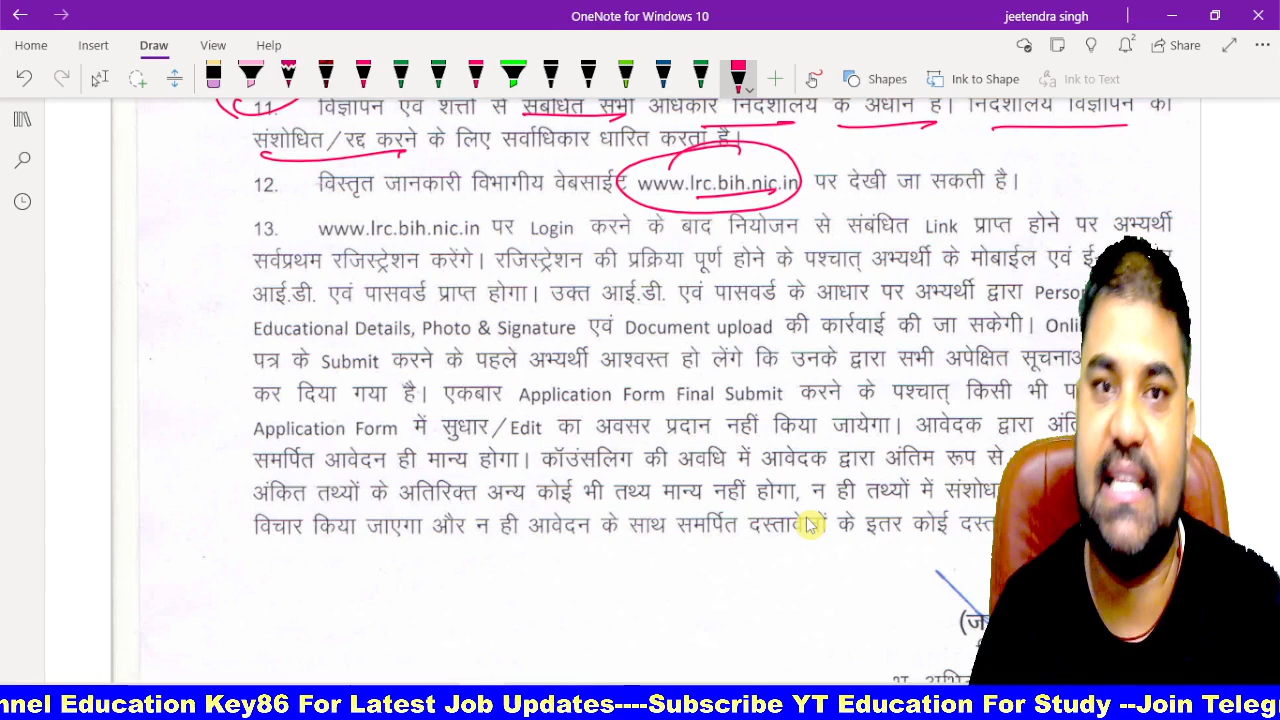 OneNote for Windows 10
jeetendra singh
Home Insert Draw View Help
Share
Shapes
Ink to Shape
Ink to Text
11. विज्ञापन एवं शर्त्तों से संबंधित सभी अधिकार निदेशालय के अधीन है। निदेशालय विज्ञापन को
संशोधित/रद्द करने के लिए सर्वाधिकार धारित करता है।
12. विस्तृत जानकारी विभागीय वेबसाईट www.lrc.bih.nic.in पर देखी जा सकती है।
13. www.lrc.bih.nic.in पर Login करने के बाद नियोजन से संबंधित Link प्राप्त होने पर अभ्यर्थी
सर्वप्रथम रजिस्ट्रेशन करेंगे। रजिस्ट्रेशन की प्रक्रिया पूर्ण होने के पश्चात् अभ्यर्थी के मोबाईल एवं
आई.डी. एवं पासवर्ड प्राप्त होगा। उक्त आई.डी. एवं पासवर्ड के आधार पर अभ्यर्थी द्वारा
Educational Details, Photo & Signature एवं Document upload की कार्रवाई की जा सकेगी।
पत्र के Submit करने के पहले अभ्यर्थी आश्वस्त हो लेंगे कि उनके द्वारा सभी अपेक्षित
कर दिया गया है। एकबार Application Form Final Submit करने के पश्चात् किसी भी
Application Form में सुधार/Edit का अवसर प्रदान नहीं किया जायेगा। आवेदक द्वारा
समर्पित आवेदन ही मान्य होगा। कॉउंसलिग की अवधि में आवेदक द्वारा अंतिम रूप से
अंकित तथ्यों के अतिरिक्त अन्य कोई भी तथ्य मान्य नहीं होगा, न ही तथ्यों में
विचार किया जाएगा और न ही आवेदन के साथ समर्पित दस्तावेजों के इतर कोई
nnel Education Key86 For Latest Job Updates----Subscribe YT Education For Study --Join Teleg